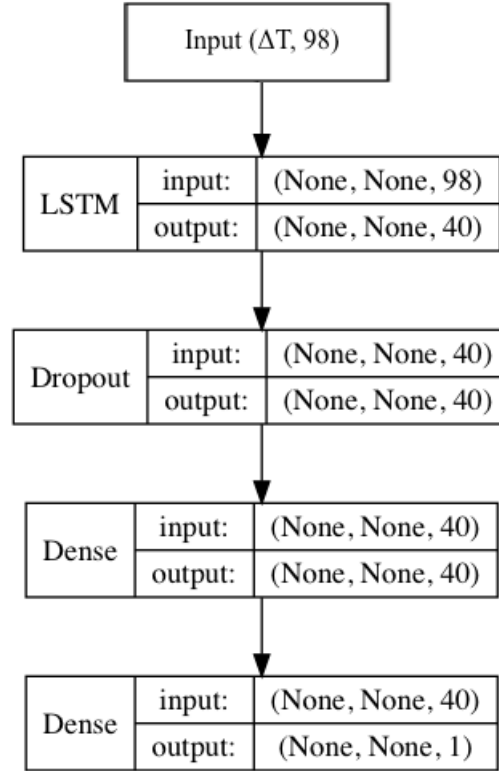 Input (ΔT, 98)
LSTM
input:
(None, None, 98)
output:
(None, None, 40)
Dropout
input:
(None, None, 40)
output:
(None, None, 40)
Dense
input:
(None, None, 40)
output:
(None, None, 40)
Dense
input:
(None, None, 40)
output:
(None, None, 1)